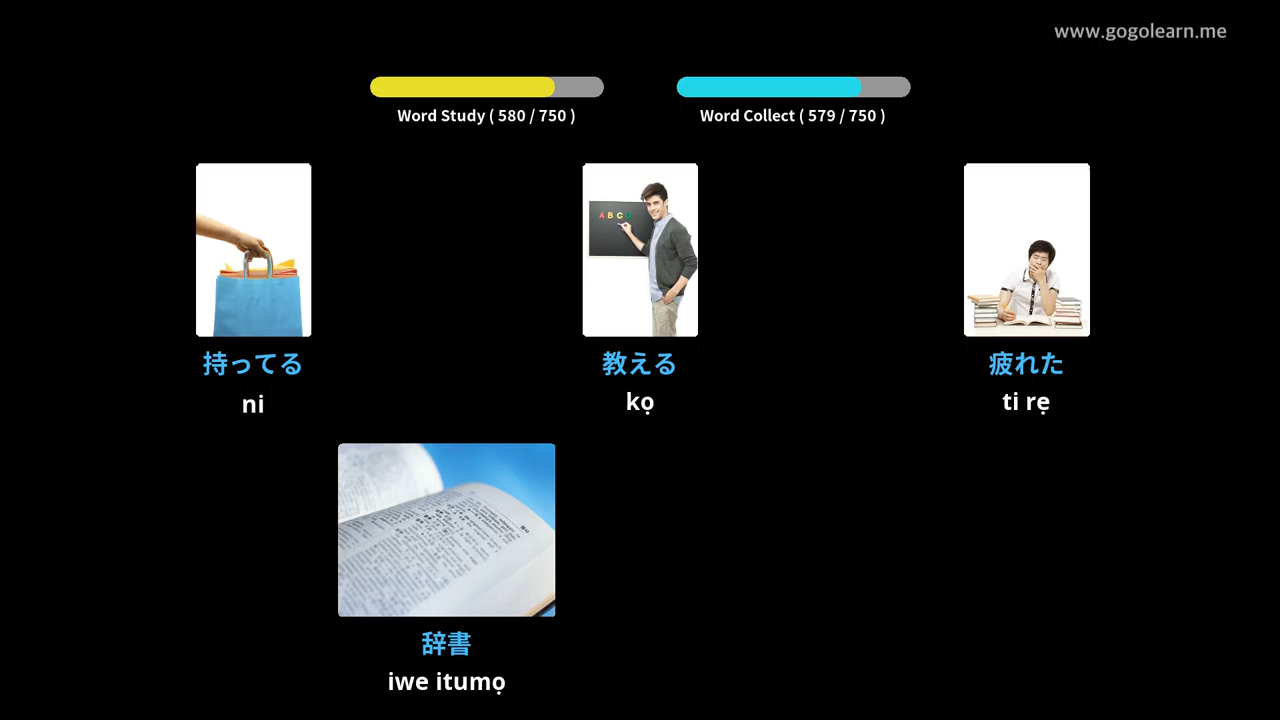 www.gogolearn.me
Word Study ( 580 / 750 )
Word Collect ( 579 / 750 )
A B C D
持ってる
ni
教える
kọ
疲れた
ti rẹ
辞書
iwe itumọ